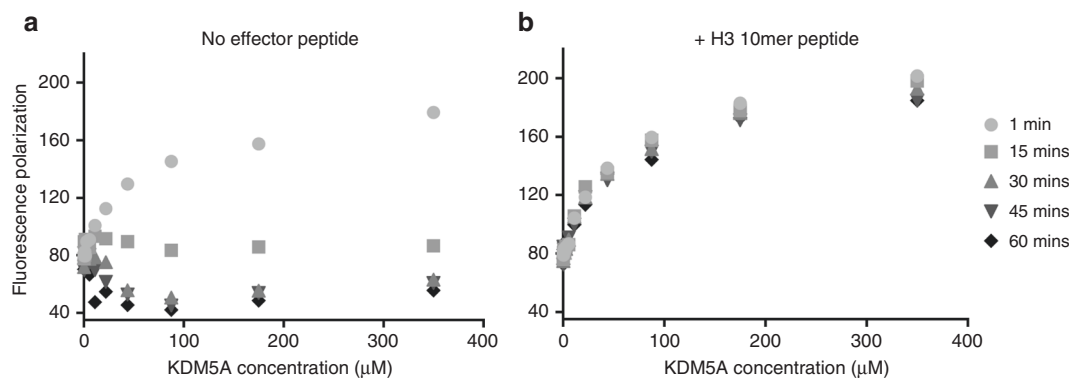 a
No effector peptide
Fluorescence polarization
200
160
120
80
40
0
100
200
300
400
KDM5A concentration (μM)
b
+ H3 10mer peptide
200
160
120
80
40
0
100
200
300
400
KDM5A concentration (μM)
1 min
15 mins
30 mins
45 mins
60 mins